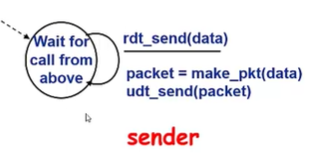 Wait for
call from
above
rdt_send(data)
packet = make_pkt(data)
udt_send(packet)
sender